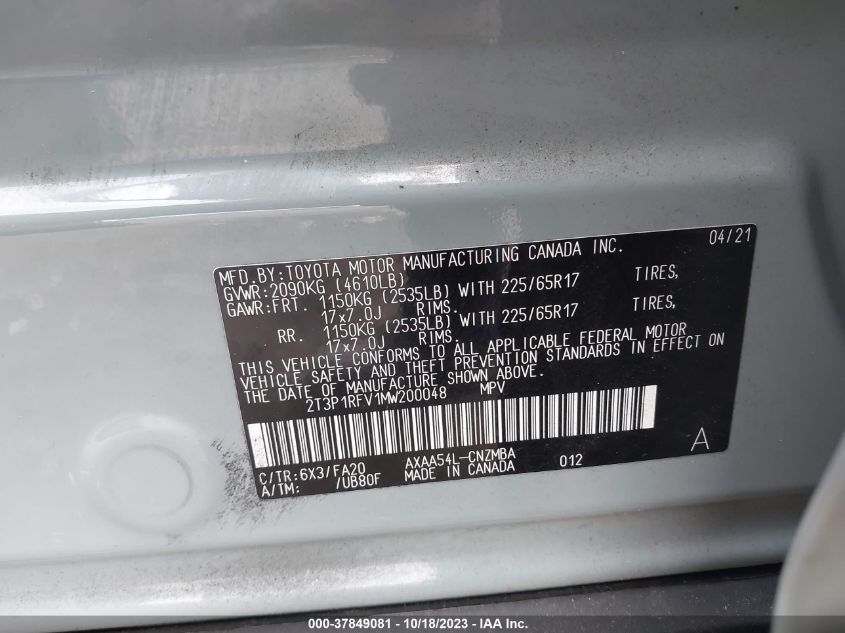 MFD.BY:TOYOTA MOTOR MANUFACTURING CANADA INC. 04/21
GVWR:2090KG (4610LB)
GAWR:FRT. 1150KG (2535LB) WITH 225/65R17 TIRES,
17x7.0J RIMS.
RR. 1150KG (2535LB) WITH 225/65R17 TIRES,
17x7.0J RIMS.
THIS VEHICLE CONFORMS TO ALL APPLICABLE FEDERAL MOTOR
VEHICLE SAFETY AND THEFT PREVENTION STANDARDS IN EFFECT ON
THE DATE OF MANUFACTURE SHOWN ABOVE.
2T3P1RFV1MW200048 MPV
A
C/TR:6X3/FA20 AXAA54L-CNZMBA 012
A/TM: /UB80F MADE IN CANADA
000-37849081 - 10/18/2023 - IAA Inc.